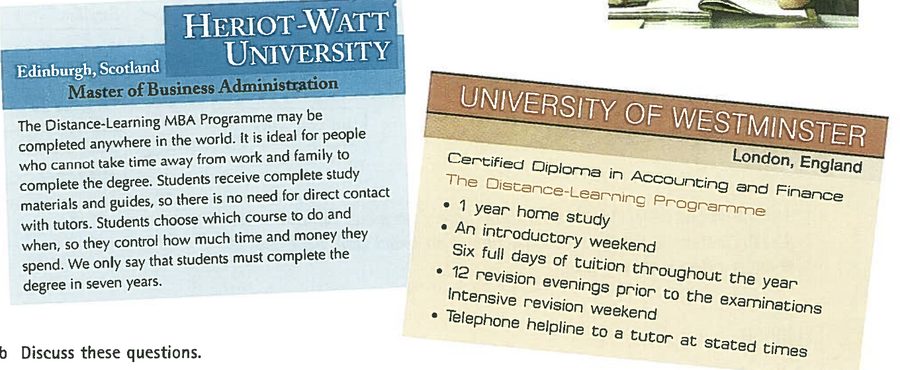 HERIOT-WATT
UNIVERSITY
Edinburgh, Scotland
Master of Business Administration
The Distance-Learning MBA Programme may be
completed anywhere in the world. It is ideal for people
who cannot take time away from work and family to
complete the degree. Students receive complete study
materials and guides, so there is no need for direct contact
with tutors. Students choose which course to do and
when, so they control how much time and money they
spend. We only say that students must complete the
degree in seven years.
UNIVERSITY OF WESTMINSTER
London, England
Certified Diploma in Accounting and Finance
The Distance-Learning Programme
• 1 year home study
• An introductory weekend
Six full days of tuition throughout the year
• 12 revision evenings prior to the examinations
Intensive revision weekend
• Telephone helpline to a tutor at stated times
b Discuss these questions.